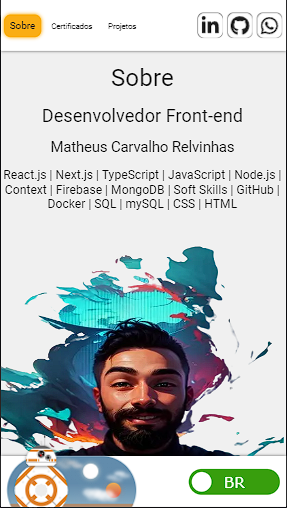 Sobre Certificados Projetos in
Sobre
Desenvolvedor Front-end
Matheus Carvalho Relvinhas
React.js | Next.js | TypeScript | JavaScript | Node.js |
Context | Firebase | MongoDB | Soft Skills | GitHub |
Docker | SQL | mySQL | CSS | HTML
BR